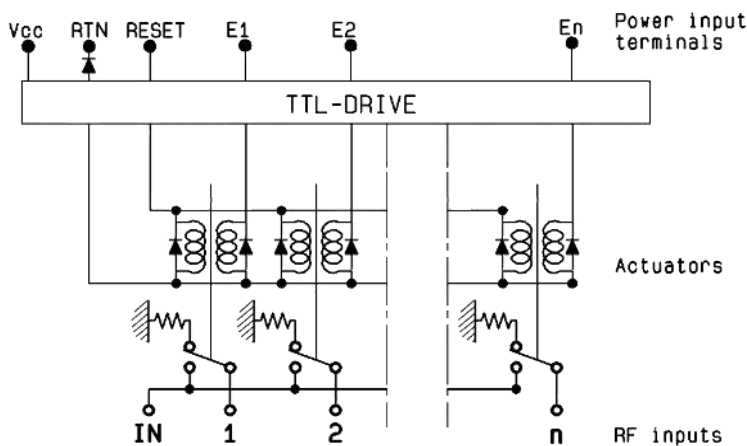 Vcc RTN RESET E1 E2 En
Power input
terminals
TTL-DRIVE
Actuators
IN 1 2 n
RF inputs